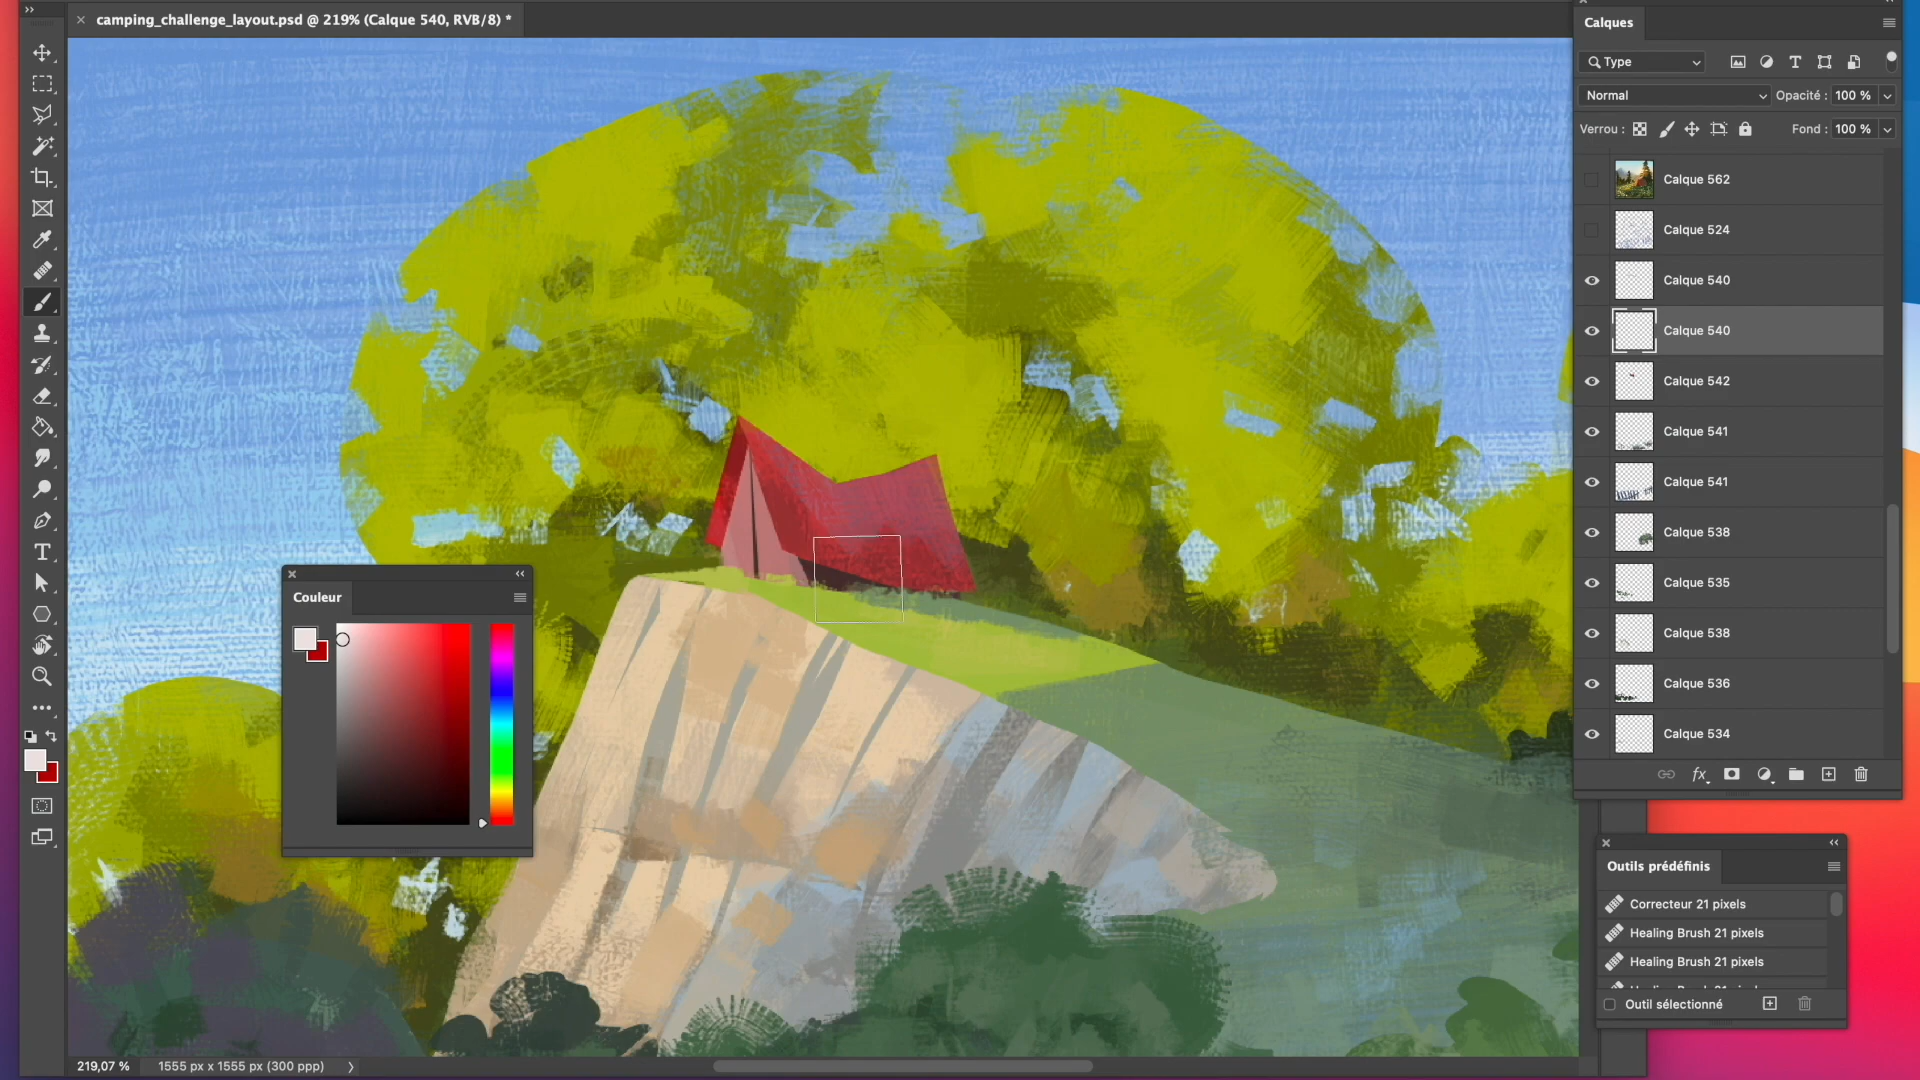 camping_challenge_layout.psd @ 219% (Calque 540, RVB/8) *
Calques
Type
Normal
Opacité : 100 %
Verrou :
Fond : 100 %
Calque 562
Calque 524
Calque 540
Calque 540
Calque 542
Calque 541
Calque 541
Calque 538
Calque 535
Calque 538
Calque 536
Calque 534
fx
Couleur
Outils prédéfinis
Correcteur 21 pixels
Healing Brush 21 pixels
Healing Brush 21 pixels
Outil sélectionné
219,07 %
1555 px x 1555 px (300 ppp)